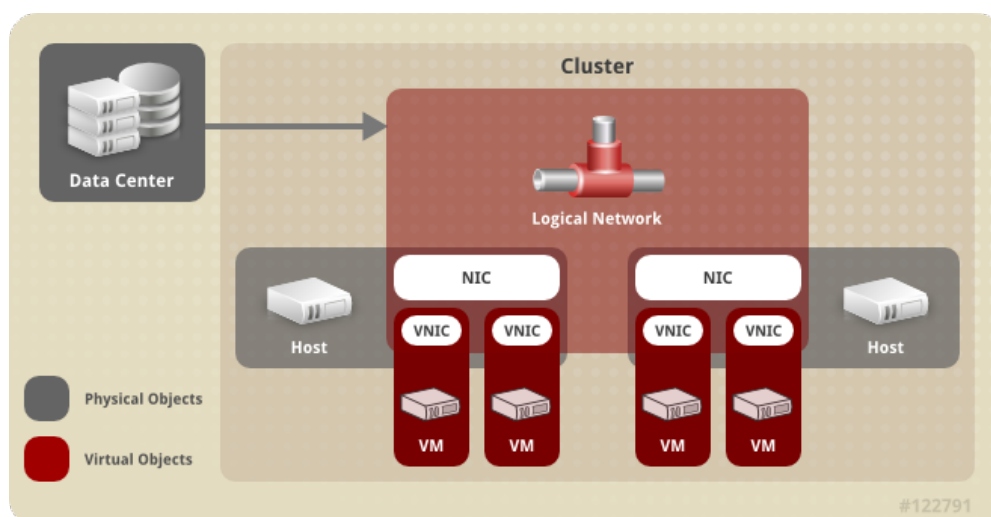 Cluster
Data Center
Logical Network
NIC
NIC
VNIC
VNIC
VNIC
VNIC
Host
Host
Physical Objects
VM
VM
VM
VM
Virtual Objects
#122791